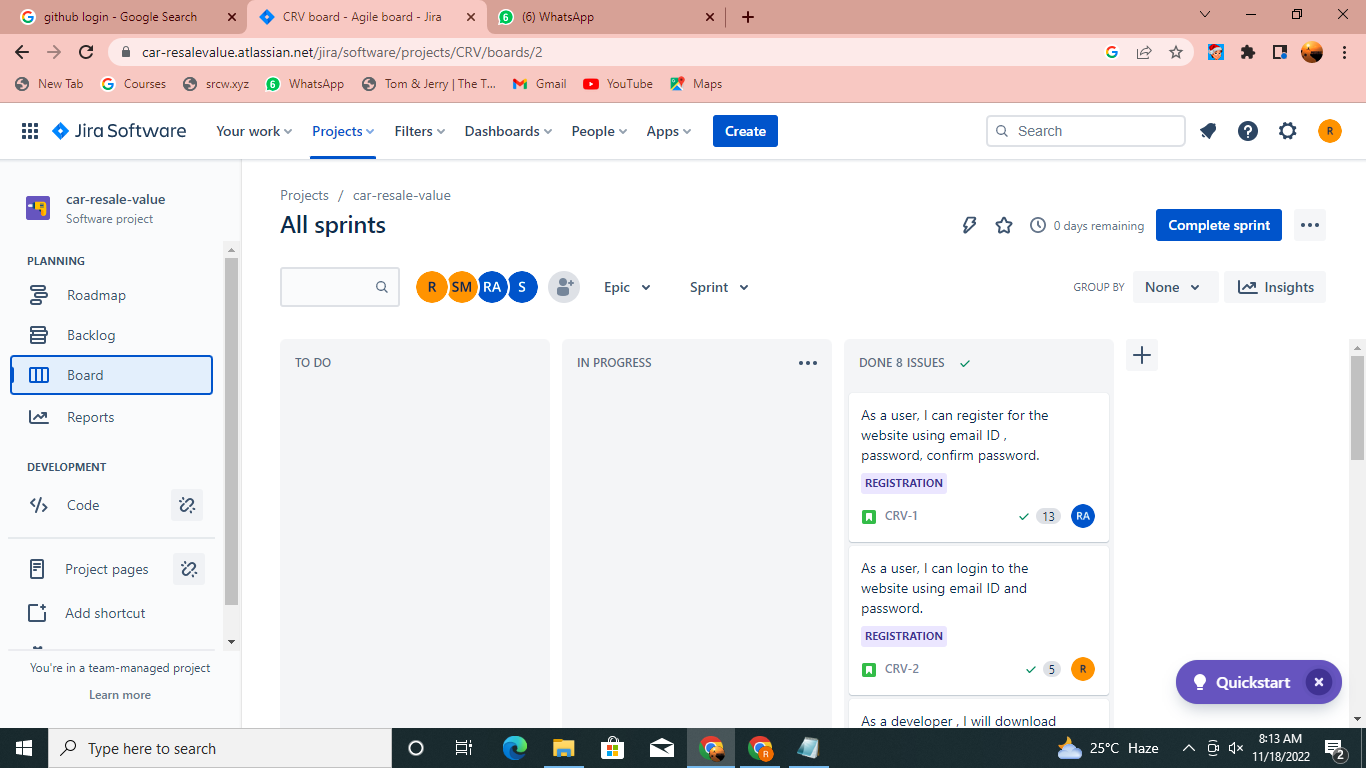 github login - Google Search
CRV board - Agile board - Jira
(6) WhatsApp
car-resalevalue.atlassian.net/jira/software/projects/CRV/boards/2
New Tab
Courses
srcw.xyz
6
WhatsApp
Tom & Jerry | The T...
Gmail
YouTube
Maps
Jira Software
Your work
Projects
Filters
Dashboards
People
Apps
Create
Search
R
car-resale-value
Software project
PLANNING
Roadmap
Backlog
Board
Reports
DEVELOPMENT
Code
Project pages
Add shortcut
You're in a team-managed project
Learn more
Projects / car-resale-value
All sprints
0 days remaining
Complete sprint
R SM RA S
Epic
Sprint
GROUP BY
None
Insights
TO DO
IN PROGRESS
DONE 8 ISSUES
As a user, I can register for the
website using email ID ,
password, confirm password.
REGISTRATION
CRV-1
13
RA
As a user, I can login to the
website using email ID and
password.
REGISTRATION
CRV-2
5
R
As a developer , I will download
Quickstart
Type here to search
R
25°C Haze
8:13 AM
11/18/2022
2